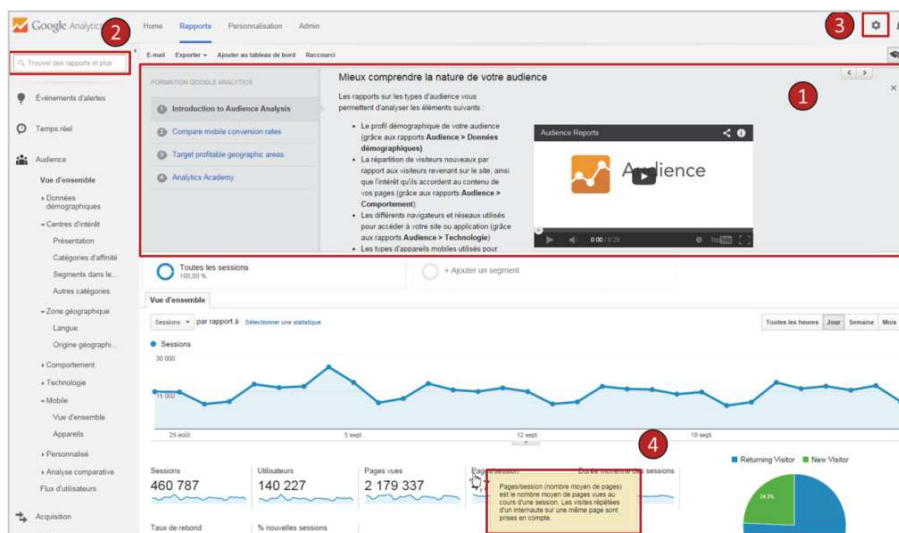 Google Analytics
2
Home Rapports Personnalisation Admin
3
E-mail Exporter Ajouter au tableau de bord Raccourci
Trouver des rapports et plus
Événements d'alertes
Temps réel
Audience
Vue d'ensemble
Données
démographiques
Centres d'intérêt
Présentation
Catégories d'affinité
Segments dans le...
Autres catégories
Zone géographique
Langue
Origine géographi...
Comportement
Technologie
Mobile
Vue d'ensemble
Appareils
Personnalisé
Analyse comparative
Flux d'utilisateurs
Acquisition
FORMATION GOOGLE ANALYTICS
1 Introduction to Audience Analysis
2 Compare mobile conversion rates
3 Target profitable geographic areas
4 Analytics Academy
Mieux comprendre la nature de votre audience
1
Les rapports sur les types d'audience vous
permettent d'analyser les éléments suivants :
• Le profil démographique de votre audience
(grâce aux rapports Audience > Données
démographiques)
• La répartition de visiteurs nouveaux par
rapport aux visiteurs revenant sur le site, ainsi
que l'intérêt qu'ils accordent au contenu de
vos pages (grâce aux rapports Audience >
Comportement)
• Les différents navigateurs et réseaux utilisés
pour accéder à votre site ou application (grâce
aux rapports Audience > Technologie)
• Les types d'appareils mobiles utilisés pour
Audience Reports
Audience
0:00 / 0:29
YouTube
Toutes les sessions
100,00 %
+ Ajouter un segment
Vue d'ensemble
Sessions par rapport à Sélectionner une statistique
Toutes les heures Jour Semaine Mois
Sessions
30 000
15 000
29 août 5 sept. 12 sept. 19 sept.
4
Sessions
460 787
Utilisateurs
140 227
Pages vues
2 179 337
Pages/session
Durée moyenne des sessions
Pages/session (nombre moyen de pages)
est le nombre moyen de pages vues au
cours d'une session. Les visites répétées
d'un internaute sur une même page sont
prises en compte.
Returning Visitor New Visitor
24,3%
Taux de rebond
% nouvelles sessions